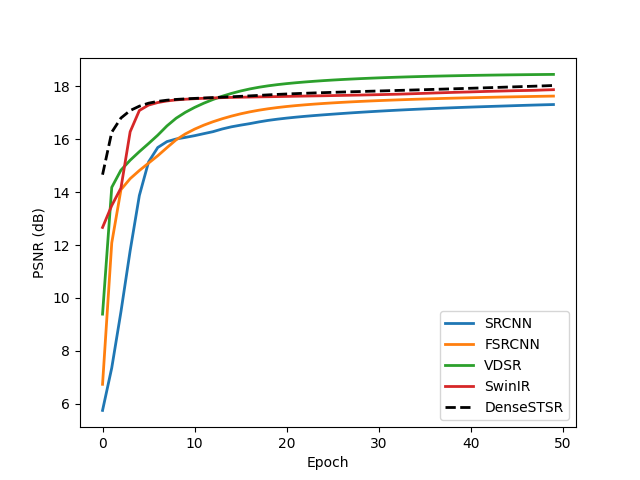 18
16
14
12
10
8
6
PSNR (dB)
0 10 20 30 40 50
Epoch
SRCNN
FSRCNN
VDSR
SwinIR
DenseSTSR